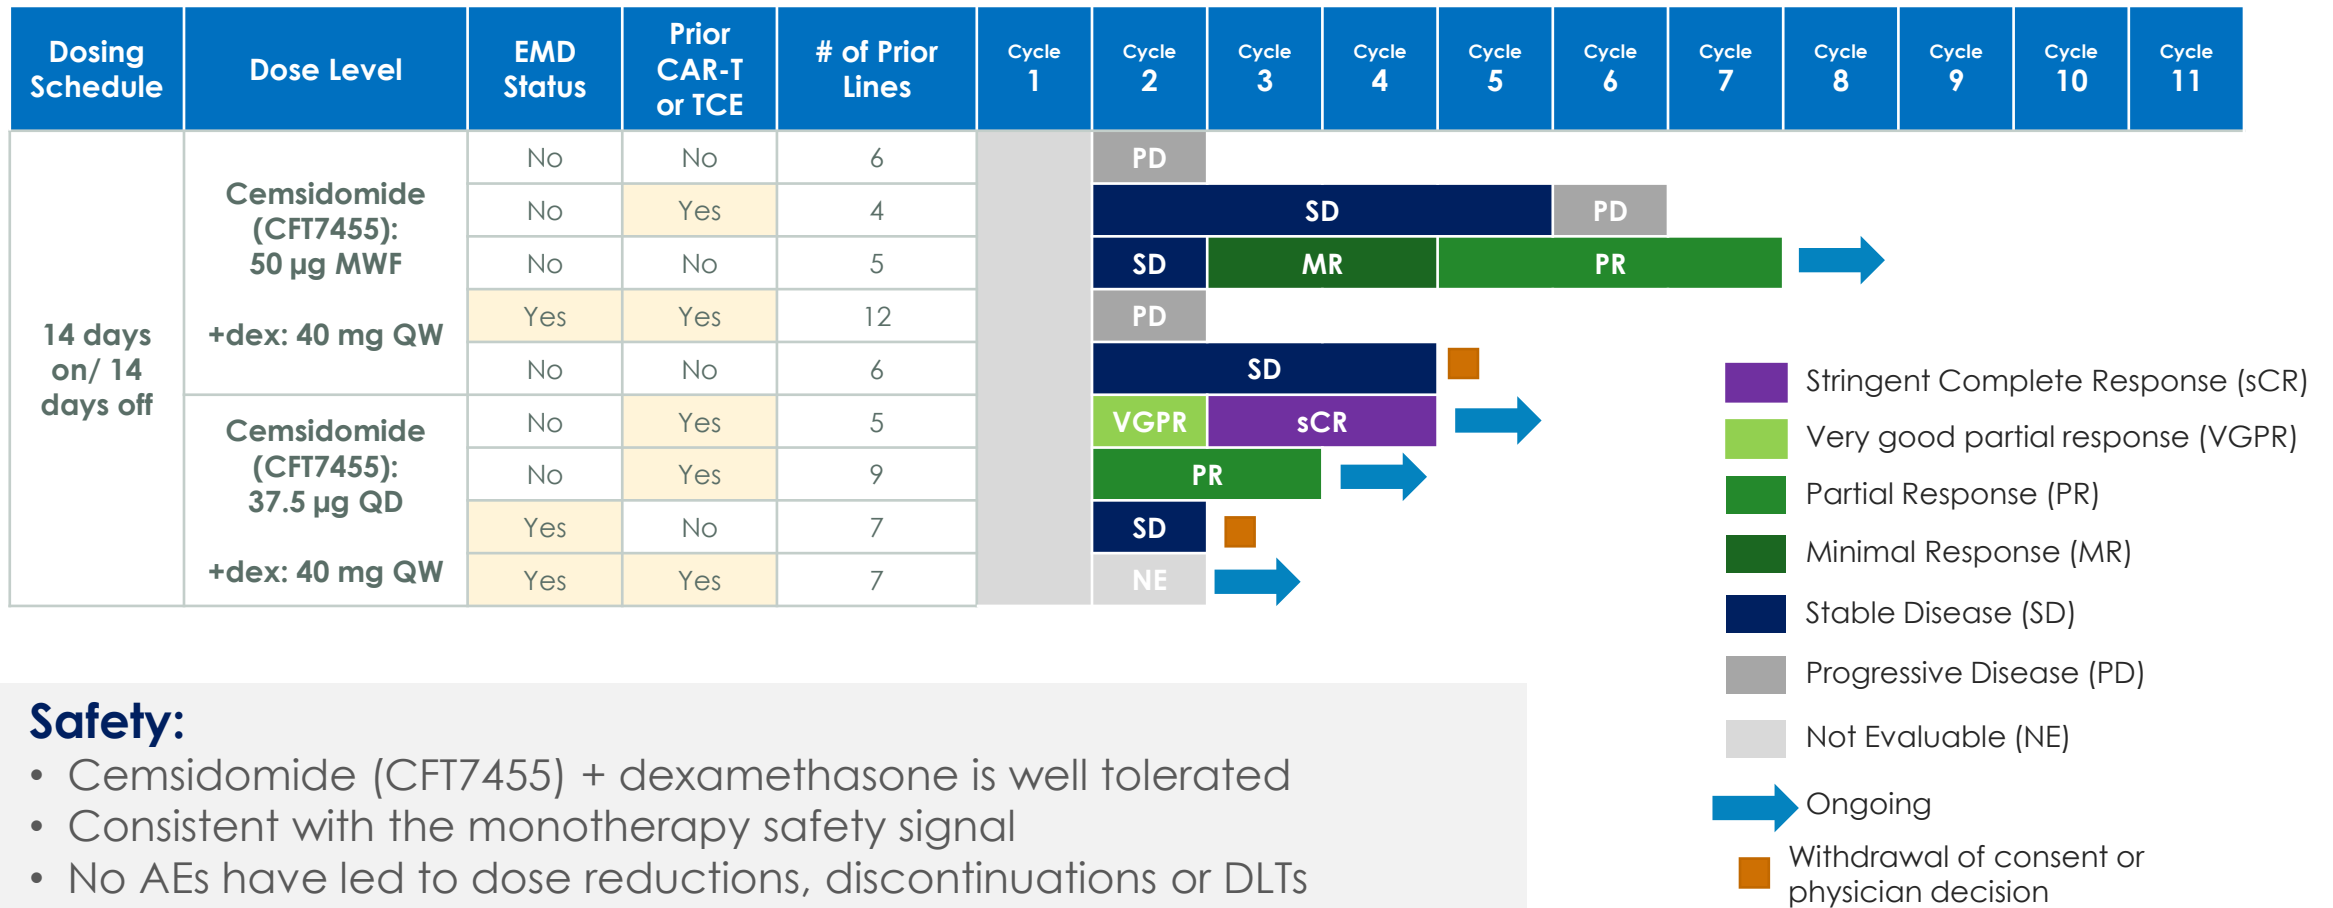 Dosing Schedule
Dose Level
EMD Status
Prior CAR-T or TCE
# of Prior Lines
Cycle 1
Cycle 2
Cycle 3
Cycle 4
Cycle 5
Cycle 6
Cycle 7
Cycle 8
Cycle 9
Cycle 10
Cycle 11
14 days
on/ 14
days off
Cemsidomide
(CFT7455):
50 µg MWF
+dex: 40 mg QW
No No 6 PD
No Yes 4 SD PD
No No 5 SD MR PR
Yes Yes 12 PD
No No 6 SD
Cemsidomide
(CFT7455):
37.5 µg QD
+dex: 40 mg QW
No Yes 5 VGPR sCR
No Yes 9 PR
Yes No 7 SD
Yes Yes 7 NE
Stringent Complete Response (sCR)
Very good partial response (VGPR)
Partial Response (PR)
Minimal Response (MR)
Stable Disease (SD)
Progressive Disease (PD)
Not Evaluable (NE)
Ongoing
Withdrawal of consent or
physician decision
Safety:
• Cemsidomide (CFT7455) + dexamethasone is well tolerated
• Consistent with the monotherapy safety signal
• No AEs have led to dose reductions, discontinuations or DLTs